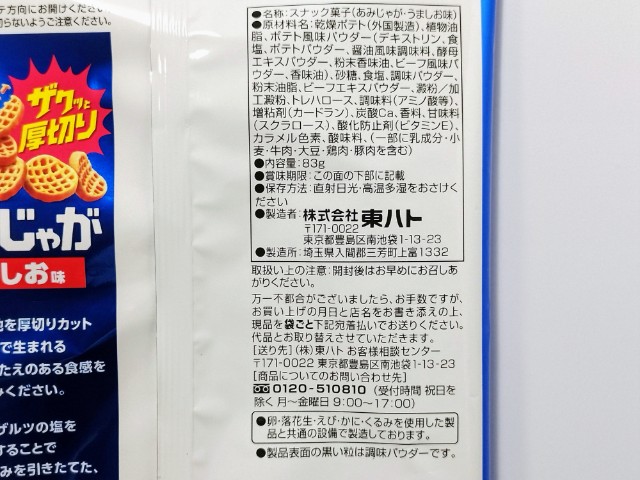 テ方向にお開けください
切らないようご注意ください。
ザクッと
厚切り
じゃが
しお味
地を厚切りカット
で生まれる
たえのある食感を
みください。
ザルツの塩を
することで
みを引きたてた、
●名称:スナック菓子(あみじゃが・うましお味)
●原材料名:乾燥ポテト(外国製造)、植物油
脂、ポテト風味パウダー(デキストリン、食
塩、ポテトパウダー、醤油風味調味料、酵母
エキスパウダー、粉末香味油、ビーフ風味パ
ウダー、香味油)、砂糖、食塩、調味パウダー、
粉末油脂、ビーフエキスパウダー、澱粉/加
工澱粉、トレハロース、調味料(アミノ酸等)、
増粘剤(カードラン)、炭酸Ca、香料、甘味料
(スクラロース)、酸化防止剤(ビタミンE)、
カラメル色素、酸味料、(一部に乳成分・小
麦・牛肉・大豆・鶏肉・豚肉を含む)
●内容量:83g
●賞味期限:この面の下部に記載
●保存方法:直射日光・高温多湿をおさけく
ださい
●製造者:株式会社 東ハト
〒171-0022
東京都豊島区南池袋1-13-23
●製造所:埼玉県入間郡三芳町上富1332
取扱い上の注意:開封後はお早めにお召しあ
がりください。
万一不都合がございましたら、お手数ですが、
お買い上げの月日と店名をお書き添えの上、
現品を袋ごと下記宛着払いでお送りください。
代品とお取り替えさせていただきます。
[送り先](株)東ハト お客様相談センター
〒171-0022 東京都豊島区南池袋1-13-23
[商品についてのお問い合わせ先]
0120-510810 (受付時間 祝日を
除く 月〜金曜日 9:00〜17:00)
●卵・落花生・えび・かに・くるみを使用した製
品と共通の設備で製造しております。
●製品表面の黒い粒は調味パウダーです。